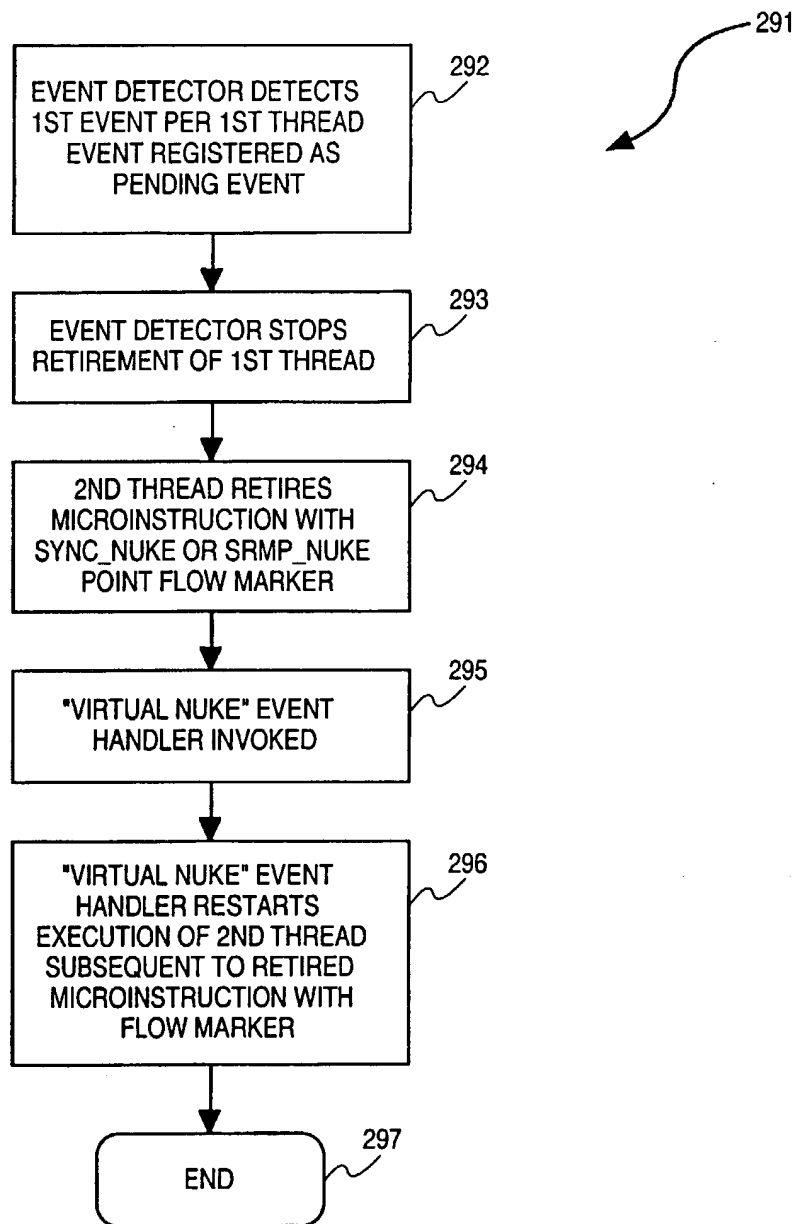 291
292
EVENT DETECTOR DETECTS
1ST EVENT PER 1ST THREAD
EVENT REGISTERED AS
PENDING EVENT
293
EVENT DETECTOR STOPS
RETIREMENT OF 1ST THREAD
294
2ND THREAD RETIRES
MICROINSTRUCTION WITH
SYNC_NUKE OR SRMP_NUKE
POINT FLOW MARKER
295
"VIRTUAL NUKE" EVENT
HANDLER INVOKED
296
"VIRTUAL NUKE" EVENT
HANDLER RESTARTS
EXECUTION OF 2ND THREAD
SUBSEQUENT TO RETIRED
MICROINSTRUCTION WITH
FLOW MARKER
297
END